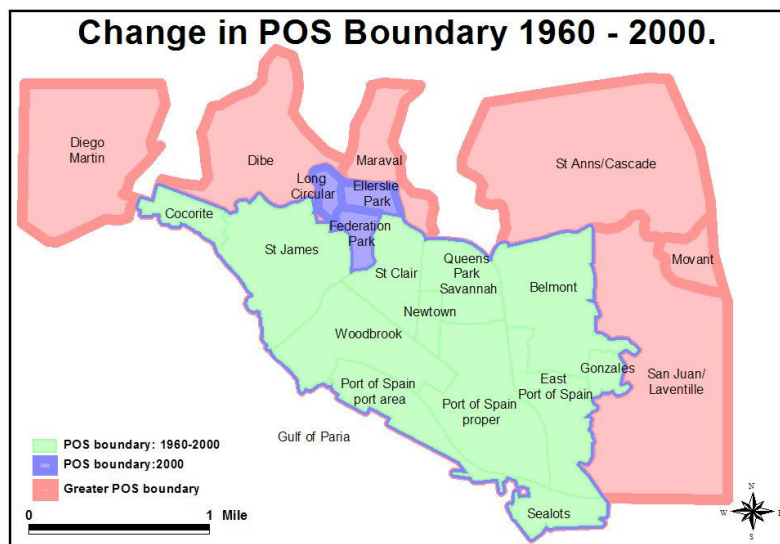 Change in POS Boundary 1960 - 2000.
Diego
Martin
Dibe
Maraval
St Anns/Cascade
Long
Circular
Ellerslie
Park
Cocorite
Federation
Park
St James
St Clair
Queens
Park
Savannah
Belmont
Movant
Newtown
Woodbrook
Gonzales
San Juan/
Laventille
Port of Spain
port area
East
Port of Spain
Port of Spain
proper
Gulf of Paria
POS boundary: 1960-2000
POS boundary:2000
Greater POS boundary
0 1 Mile
Sealots
N
W E
S